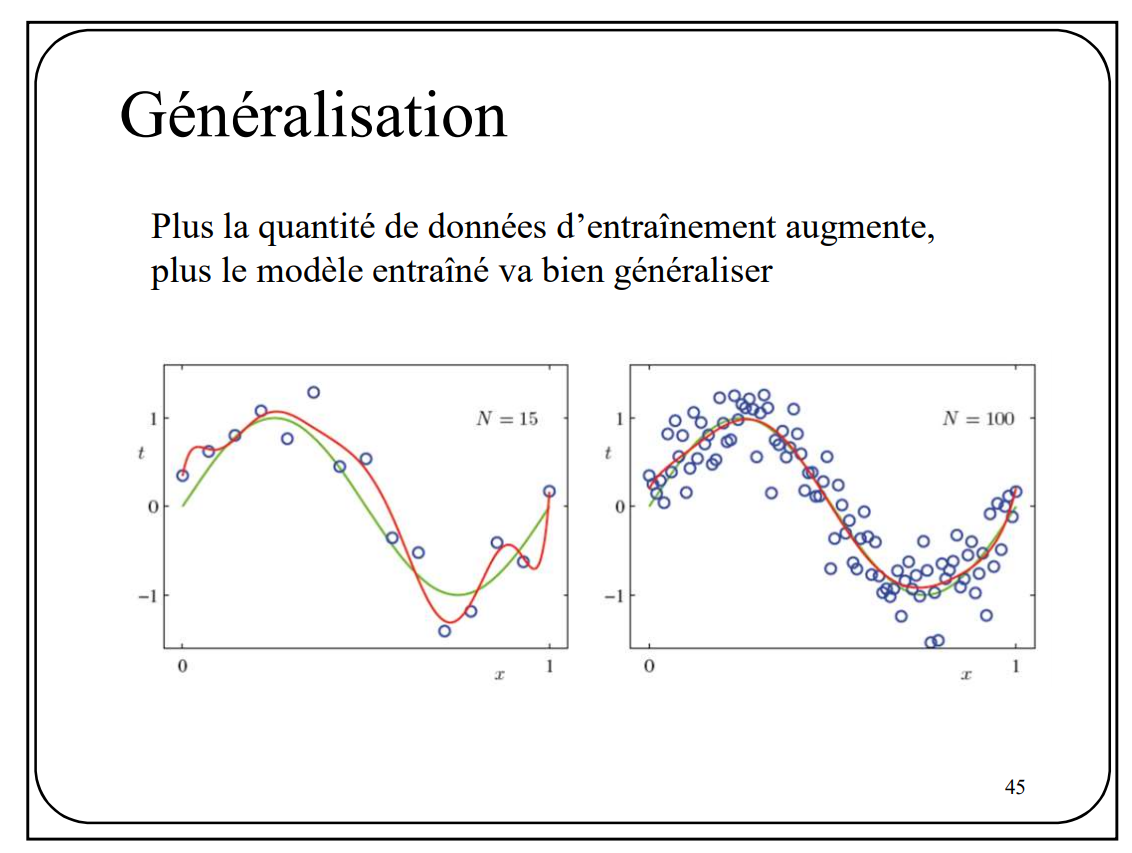 Généralisation
Plus la quantité de données d’entraînement augmente,
plus le modèle entraîné va bien généraliser
N = 15
1
t
0
−1
0
x
1
N = 100
1
t
0
−1
0
x
1
45